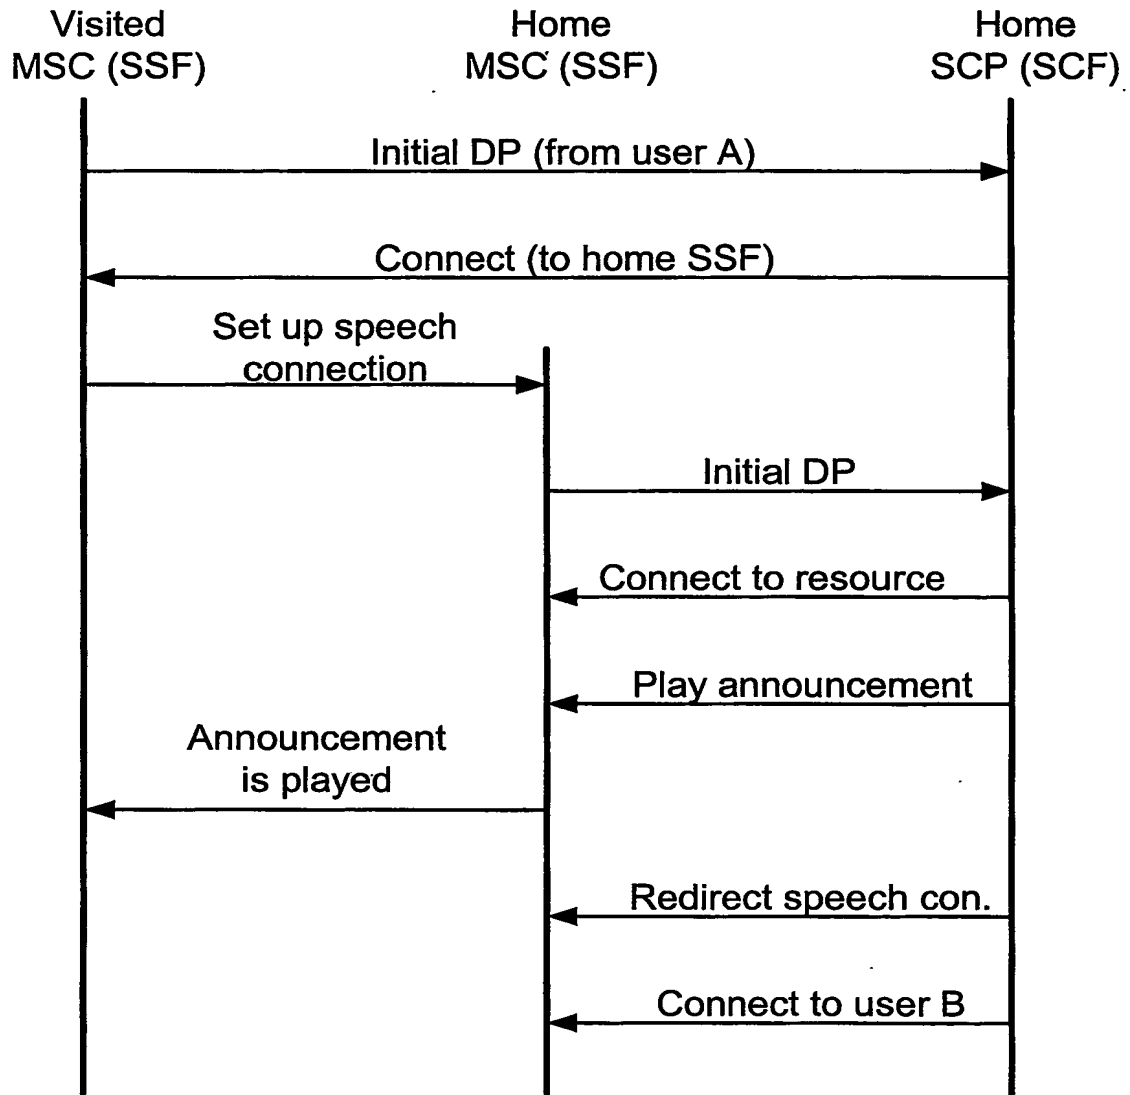 Visited
MSC (SSF)
Home
MSC (SSF)
Home
SCP (SCF)
Initial DP (from user A)
Connect (to home SSF)
Set up speech
connection
Initial DP
Connect to resource
Play announcement
Announcement
is played
Redirect speech con.
Connect to user B